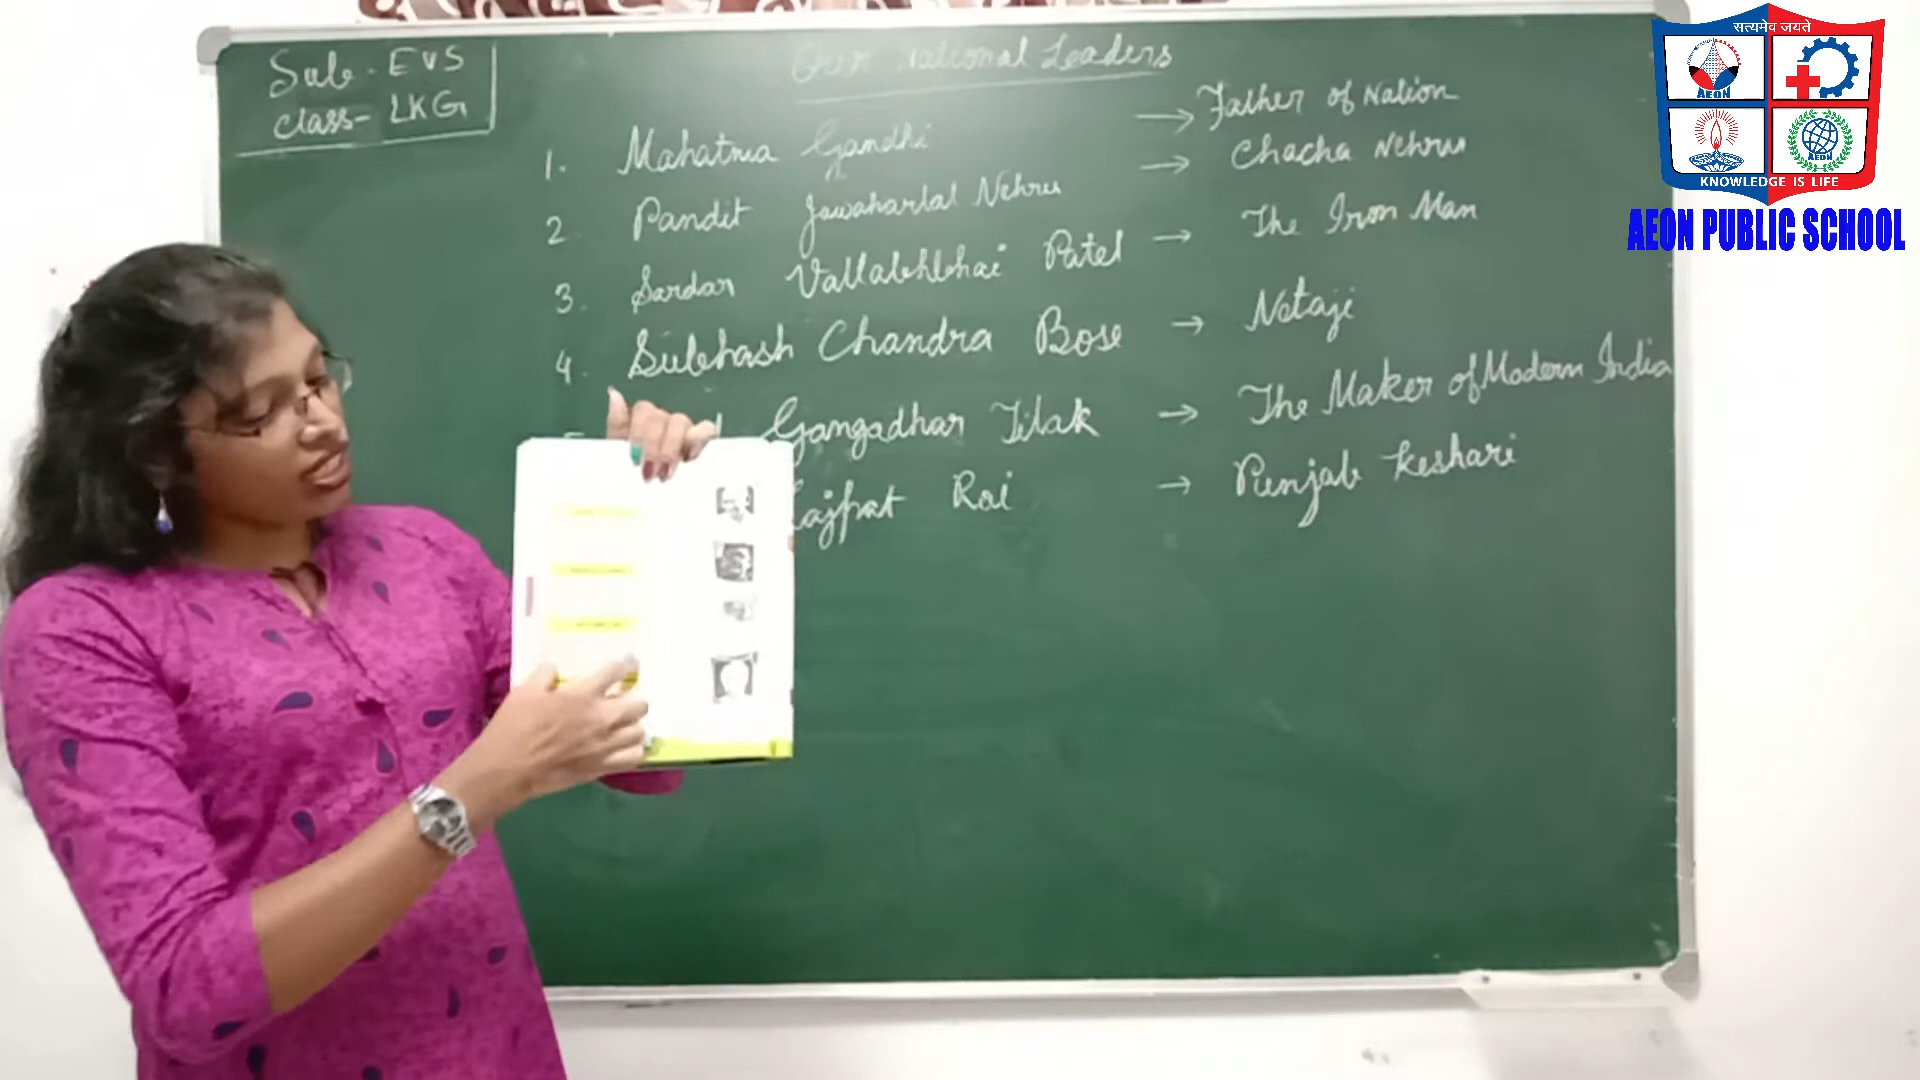 Sub - EVS
Class - LKG
Our National Leaders
1. Mahatma Gandhi → Father of Nation
2. Pandit Jawaharlal Nehru → Chacha Nehru
3. Sardar Vallabhbhai Patel → The Iron Man
4. Subhash Chandra Bose → Netaji
Gangadhar Tilak → The Maker of Modern India
Lajpat Rai → Punjab Keshari
सत्यमेव जयते
AEON
AEON
KNOWLEDGE IS LIFE
AEON PUBLIC SCHOOL